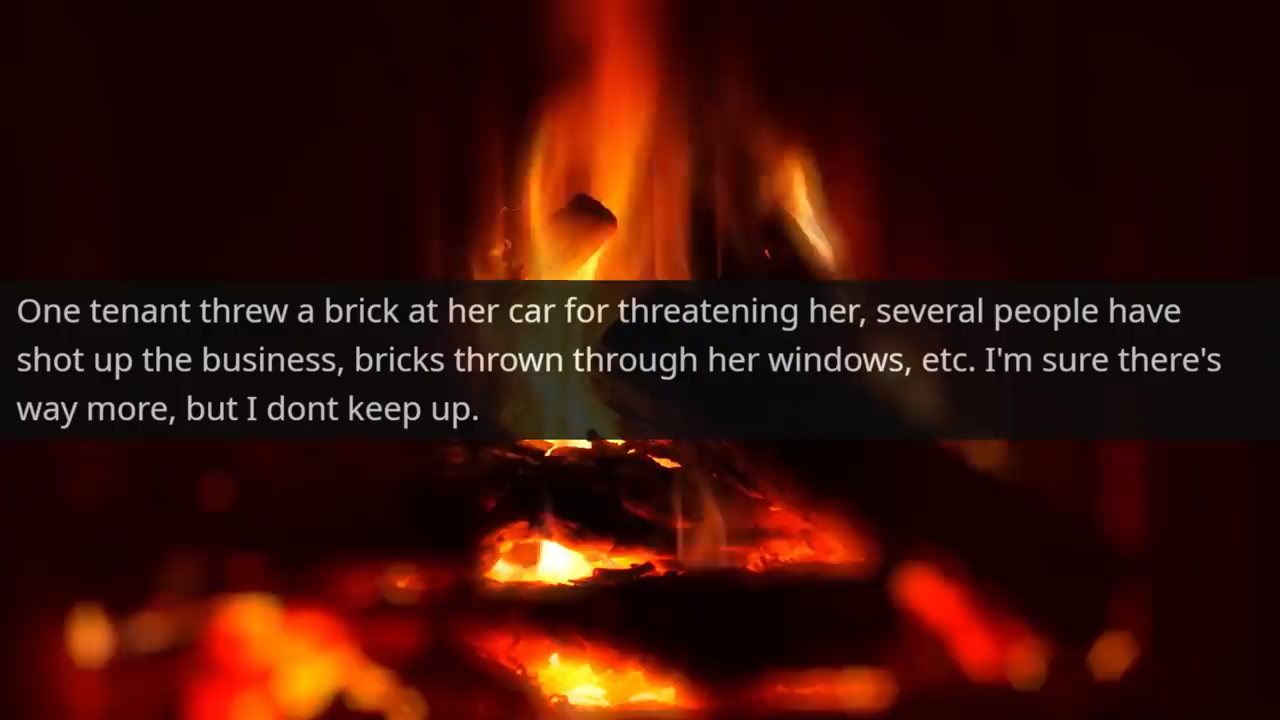 One tenant threw a brick at her car for threatening her, several people have
shot up the business, bricks thrown through her windows, etc. I'm sure there's
way more, but I dont keep up.